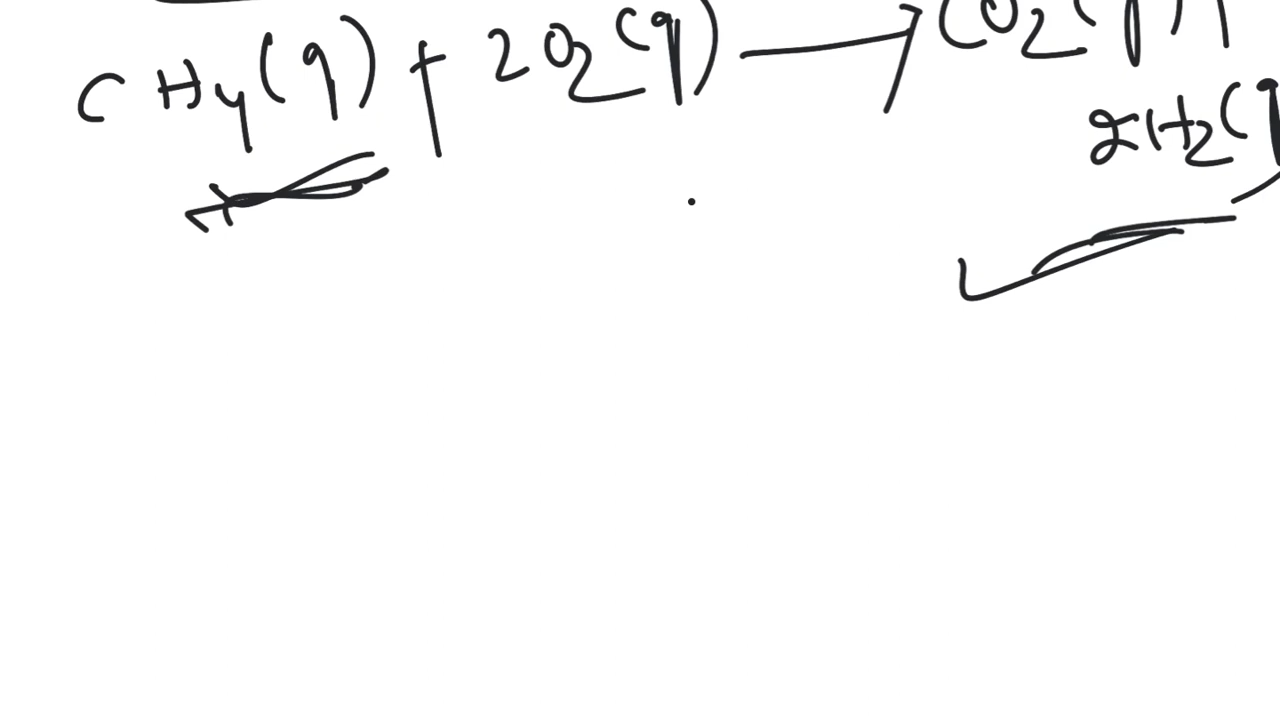 CH4(g) + 2O2(g) → CO2(g) +
2H2(g